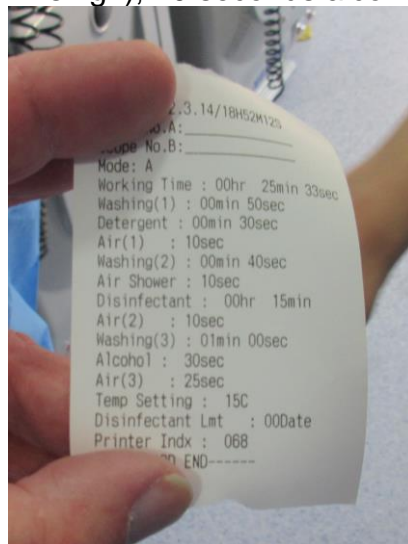 2.3.14/18H52M12S
No.A:
Scope No.B:
Mode: A
Working Time : 00hr 25min 33sec
Washing(1) : 00min 50sec
Detergent : 00min 30sec
Air(1) : 10sec
Washing(2) : 00min 40sec
Air Shower : 10sec
Disinfectant : 00hr 15min
Air(2) : 10sec
Washing(3) : 01min 00sec
Alcohol : 30sec
Air(3) : 25sec
Temp Setting : 15C
Disinfectant Lmt : 00Date
Printer Indx : 068
END------